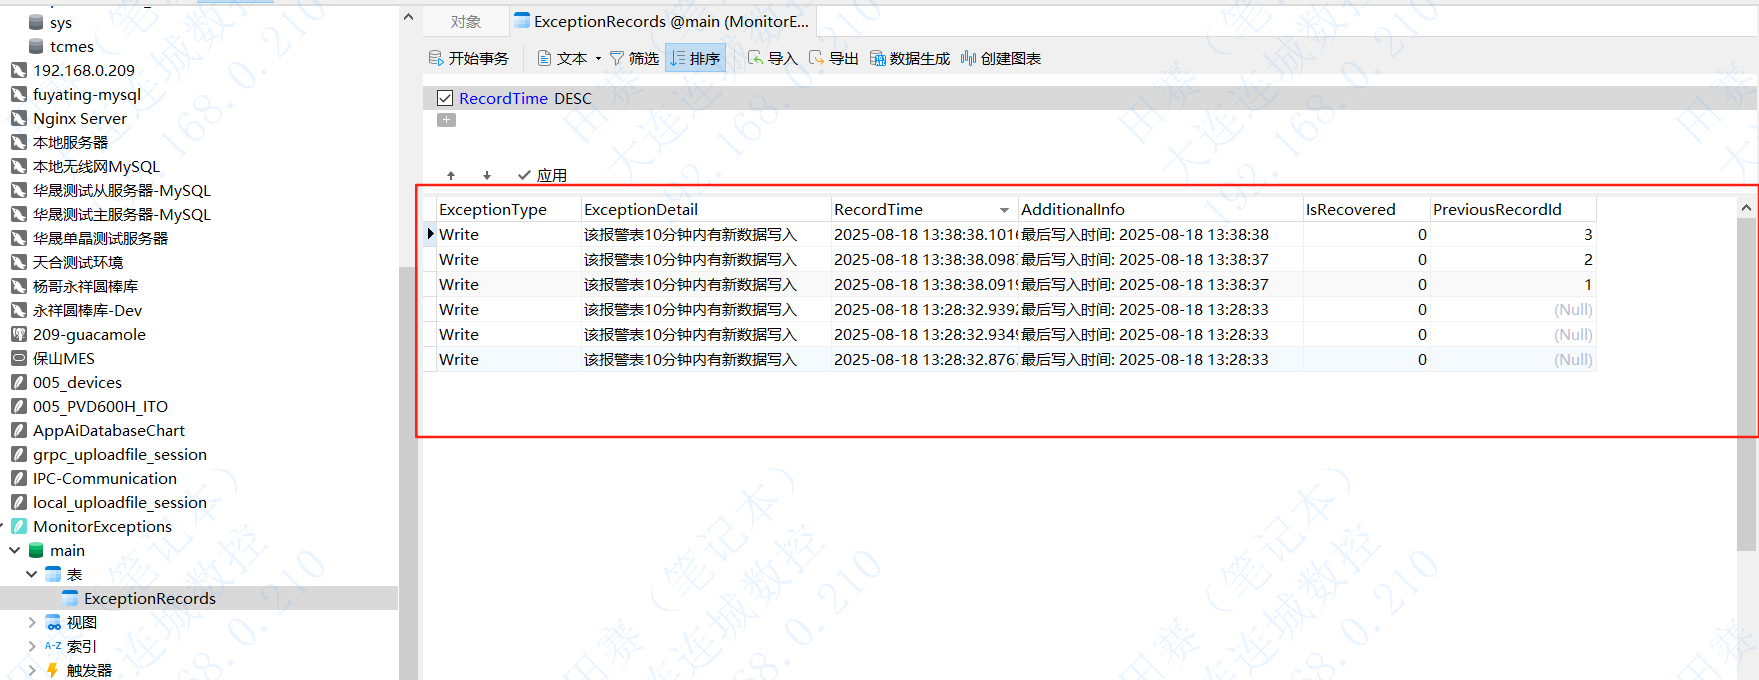 sys
tcmes
192.168.0.209
fuyating-mysql
Nginx Server
本地服务器
本地无线网MySQL
华晟测试从服务器-MySQL
华晟测试主服务器-MySQL
华晟单晶测试服务器
天合测试环境
杨哥永祥圆棒库
永祥圆棒库-Dev
209-guacamole
保山MES
005_devices
005_PVD600H_ITO
AppAiDatabaseChart
grpc_uploadfile_session
IPC-Communication
local_uploadfile_session
MonitorExceptions
main
表
ExceptionRecords
视图
A-Z 索引
触发器
对象 ExceptionRecords @main (MonitorE...
开始事务 文本 筛选 排序 导入 导出 数据生成 创建图表
RecordTime DESC
应用
ExceptionType ExceptionDetail RecordTime AdditionalInfo IsRecovered PreviousRecordId
Write 该报警表10分钟内有新数据写入 2025-08-18 13:38:38.101 最后写入时间: 2025-08-18 13:38:38 0 3
Write 该报警表10分钟内有新数据写入 2025-08-18 13:38:38.098 最后写入时间: 2025-08-18 13:38:37 0 2
Write 该报警表10分钟内有新数据写入 2025-08-18 13:38:38.091 最后写入时间: 2025-08-18 13:38:37 0 1
Write 该报警表10分钟内有新数据写入 2025-08-18 13:28:32.939 最后写入时间: 2025-08-18 13:28:33 0 (Null)
Write 该报警表10分钟内有新数据写入 2025-08-18 13:28:32.934 最后写入时间: 2025-08-18 13:28:33 0 (Null)
Write 该报警表10分钟内有新数据写入 2025-08-18 13:28:32.876 最后写入时间: 2025-08-18 13:28:33 0 (Null)
田赛（笔记本）
大连连城数控
192.168.0.210